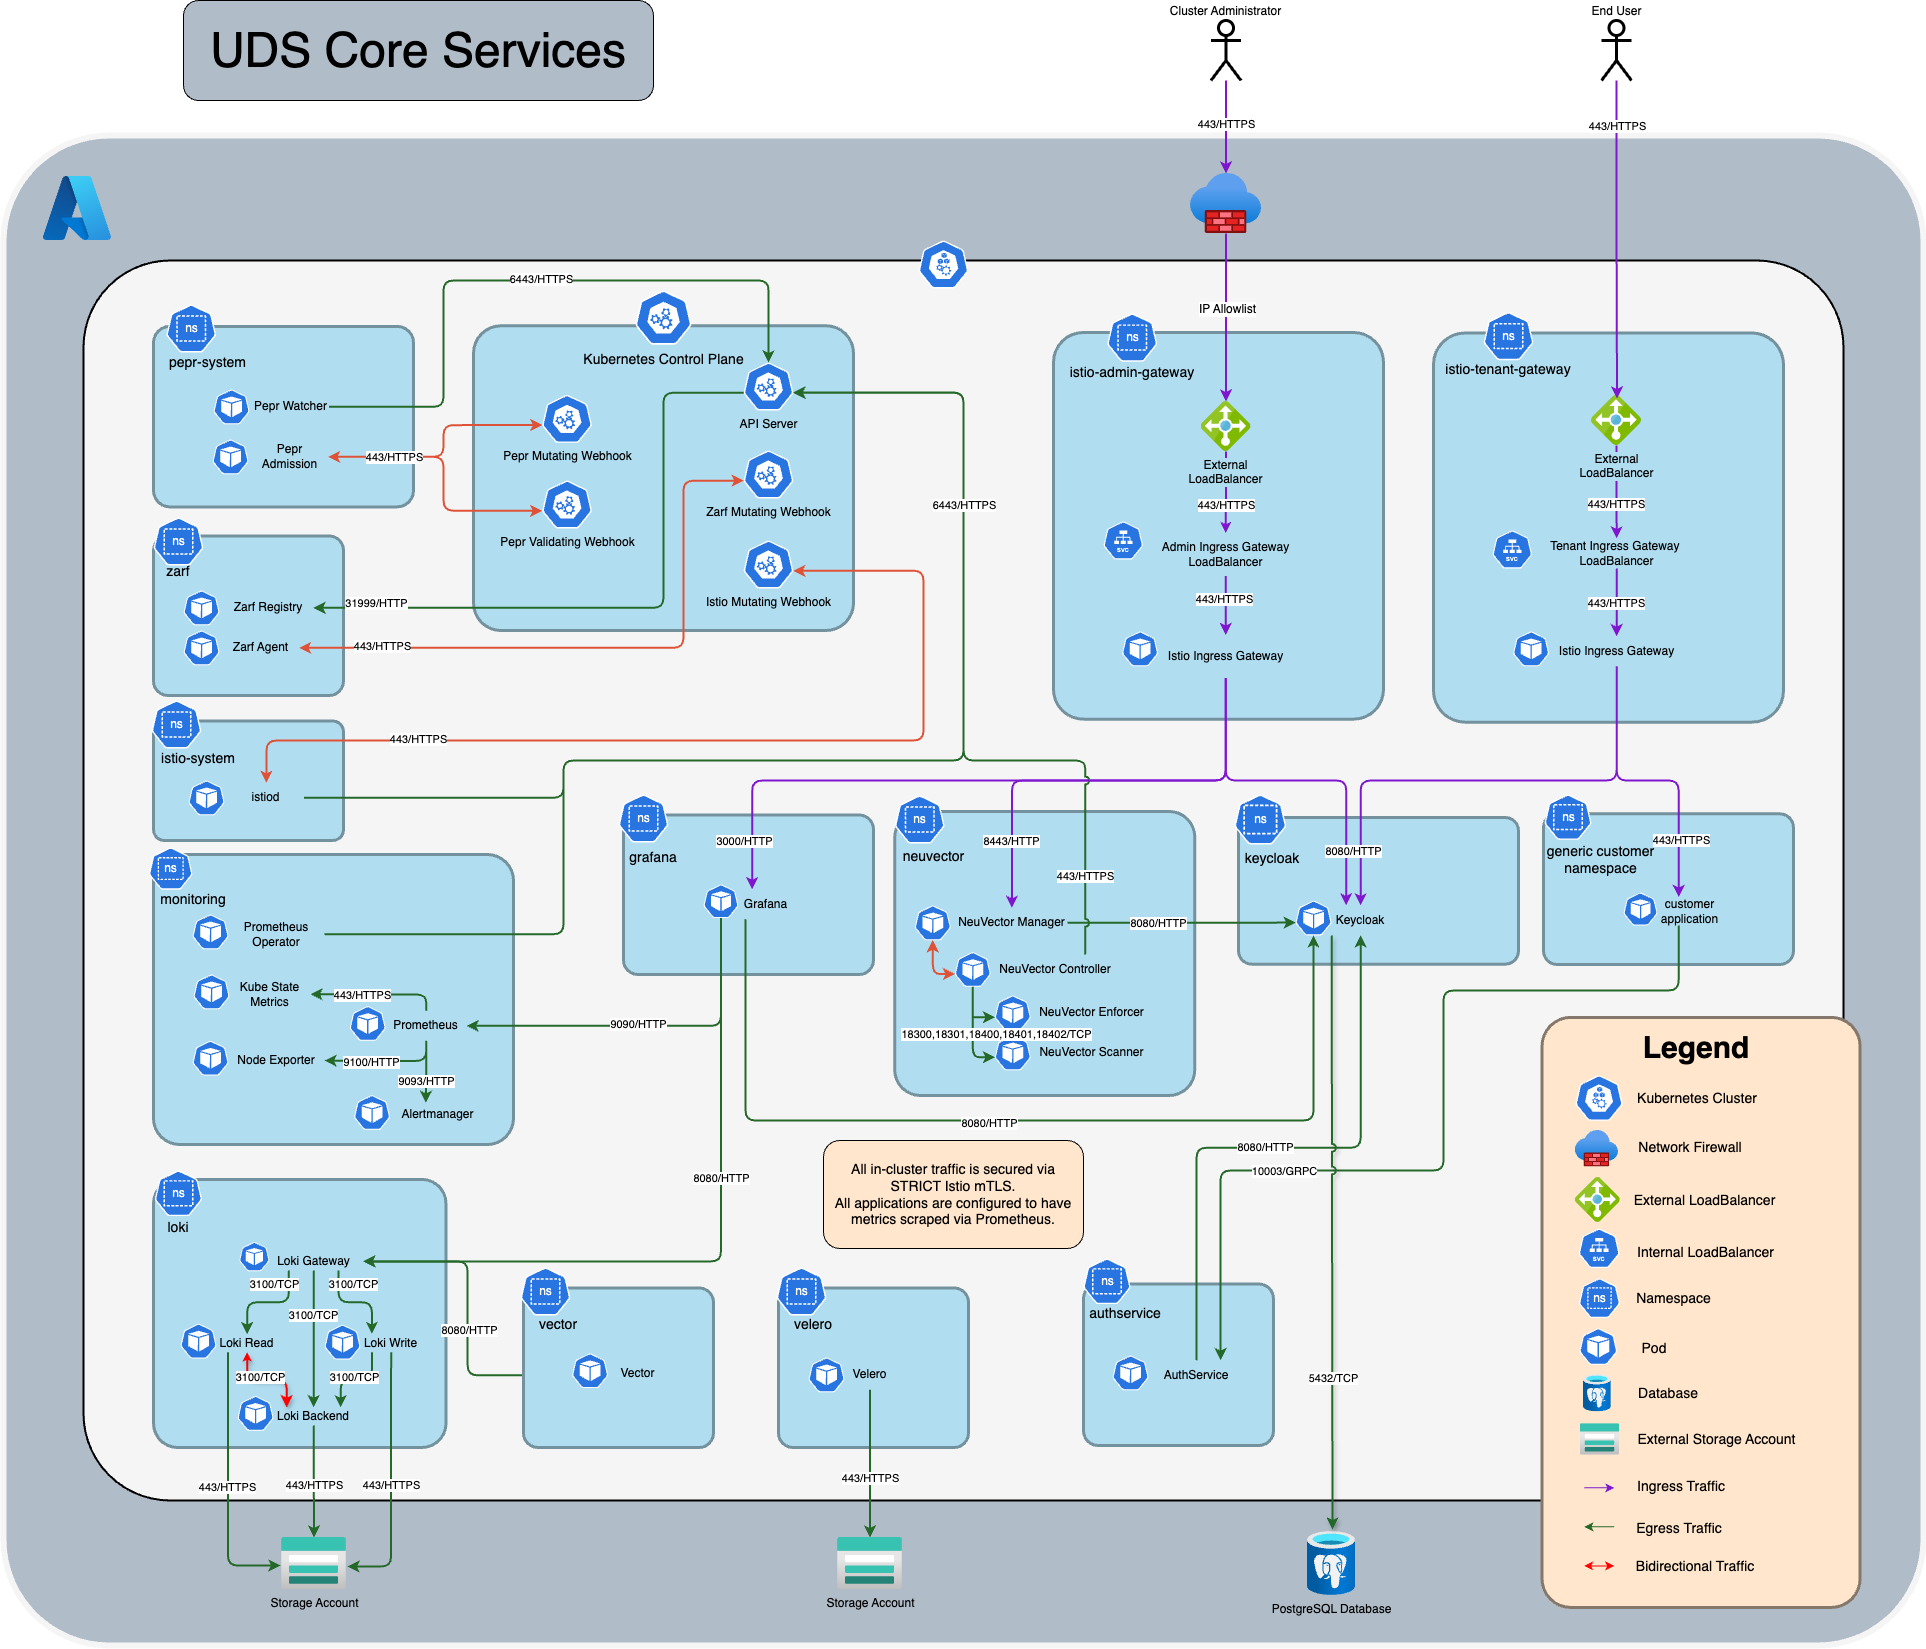 UDS Core Services
Cluster Administrator
End User
443/HTTPS
443/HTTPS
IP Allowlist
6443/HTTPS
ns
pepr-system
Pepr Watcher
Pepr
Admission
443/HTTPS
Kubernetes Control Plane
API Server
Pepr Mutating Webhook
Zarf Mutating Webhook
Pepr Validating Webhook
Istio Mutating Webhook
6443/HTTPS
ns
istio-admin-gateway
External
LoadBalancer
443/HTTPS
svc
Admin Ingress Gateway
LoadBalancer
443/HTTPS
Istio Ingress Gateway
ns
istio-tenant-gateway
External
LoadBalancer
443/HTTPS
svc
Tenant Ingress Gateway
LoadBalancer
443/HTTPS
Istio Ingress Gateway
ns
zarf
Zarf Registry
31999/HTTP
Zarf Agent
443/HTTPS
ns
istio-system
443/HTTPS
istiod
ns
monitoring
Prometheus
Operator
Kube State
Metrics
443/HTTPS
Prometheus
Node Exporter
9100/HTTP
9093/HTTP
Alertmanager
ns
grafana
3000/HTTP
Grafana
9090/HTTP
ns
neuvector
8443/HTTP
443/HTTPS
NeuVector Manager
8080/HTTP
NeuVector Controller
NeuVector Enforcer
18300,18301,18400,18401,18402/TCP
NeuVector Scanner
ns
keycloak
8080/HTTP
Keycloak
ns
generic customer
namespace
443/HTTPS
customer
application
8080/HTTP
8080/HTTP
10003/GRPC
8080/HTTP
All in-cluster traffic is secured via
STRICT Istio mTLS.
All applications are configured to have
metrics scraped via Prometheus.
ns
loki
Loki Gateway
3100/TCP
3100/TCP
3100/TCP
Loki Read
Loki Write
3100/TCP
3100/TCP
Loki Backend
8080/HTTP
443/HTTPS
443/HTTPS
443/HTTPS
Storage Account
ns
vector
Vector
ns
velero
Velero
443/HTTPS
Storage Account
ns
authservice
AuthService
5432/TCP
PostgreSQL Database
Legend
Kubernetes Cluster
Network Firewall
External LoadBalancer
svc
Internal LoadBalancer
ns
Namespace
Pod
Database
External Storage Account
Ingress Traffic
Egress Traffic
Bidirectional Traffic